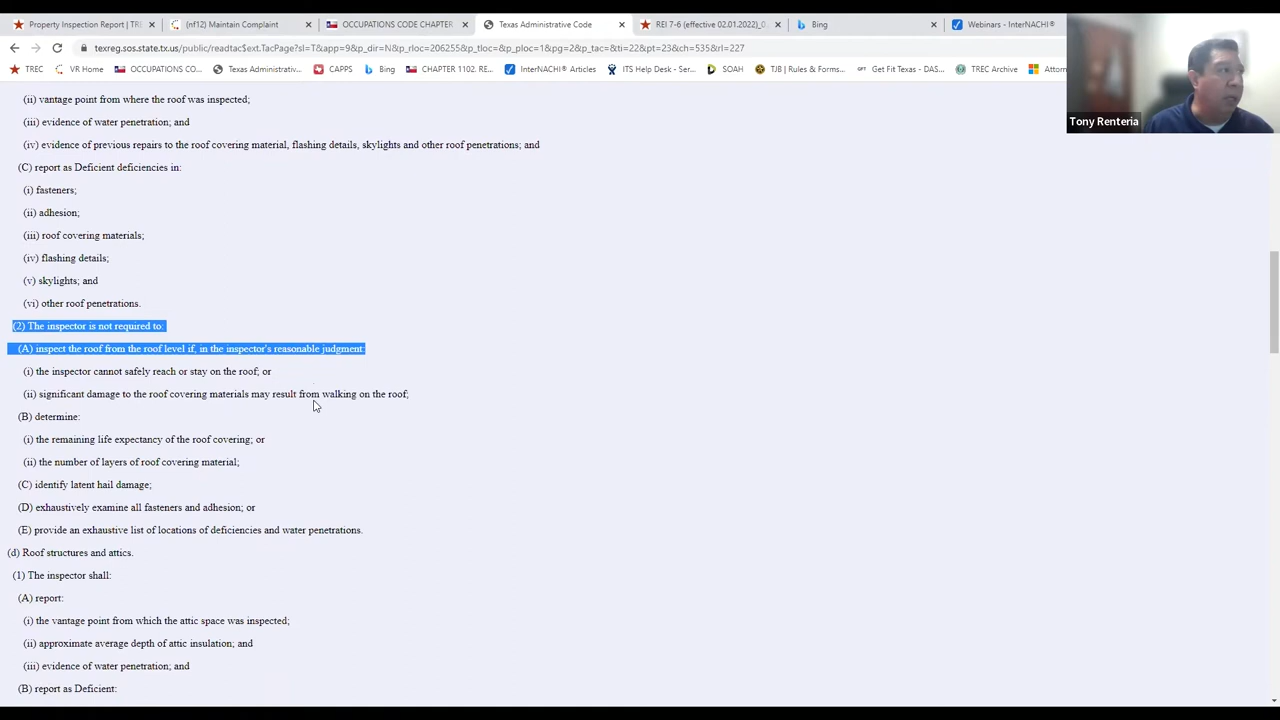 Property Inspection Report | TRE
(nf12) Maintain Complaint
OCCUPATIONS CODE CHAPTER
Texas Administrative Code
REI 7-6 (effective 02.01.2022)_0
Bing
Webinars - InterNACHI®
texreg.sos.state.tx.us/public/readtac$ext.TacPage?sl=T&app=9&p_dir=N&p_rloc=206255&p_tloc=&p_ploc=1&pg=2&p_tac=&ti=22&pt=23&ch=535&rl=227
TREC
VR Home
OCCUPATIONS CO...
Texas Administrativ...
CAPPS
Bing
CHAPTER 1102. RE...
InterNACHI® Articles
ITS Help Desk - Ser...
SOAH
TJB | Rules & Forms...
Get Fit Texas - DAS...
TREC Archive
Attorn
Tony Renteria
(ii) vantage point from where the roof was inspected;
(iii) evidence of water penetration; and
(iv) evidence of previous repairs to the roof covering material, flashing details, skylights and other roof penetrations; and
(C) report as Deficient deficiencies in:
(i) fasteners;
(ii) adhesion;
(iii) roof covering materials;
(iv) flashing details;
(v) skylights; and
(vi) other roof penetrations.
(2) The inspector is not required to:
(A) inspect the roof from the roof level if, in the inspector's reasonable judgment:
(i) the inspector cannot safely reach or stay on the roof; or
(ii) significant damage to the roof covering materials may result from walking on the roof;
(B) determine:
(i) the remaining life expectancy of the roof covering; or
(ii) the number of layers of roof covering material;
(C) identify latent hail damage;
(D) exhaustively examine all fasteners and adhesion; or
(E) provide an exhaustive list of locations of deficiencies and water penetrations.
(d) Roof structures and attics.
(1) The inspector shall:
(A) report:
(i) the vantage point from which the attic space was inspected;
(ii) approximate average depth of attic insulation; and
(iii) evidence of water penetration; and
(B) report as Deficient: